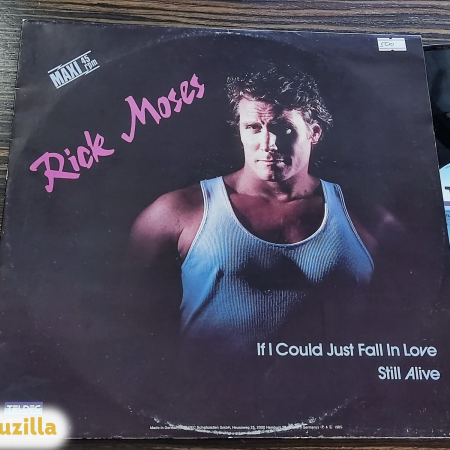 MAXI 45 rpm
Rick Moses
If I Could Just Fall In Love
Still Alive
TELDEC
uzilla